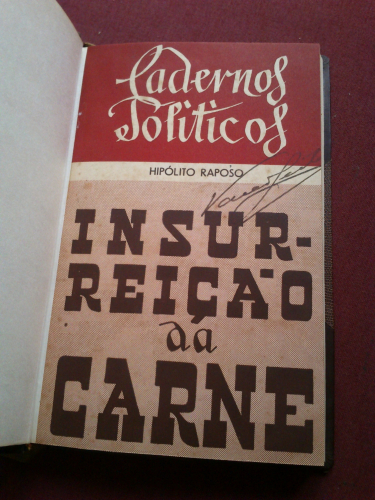 Cadernos
Politicos
HIPÓLITO RAPOSO
INSUR-
REIÇÃO
da
CARNE